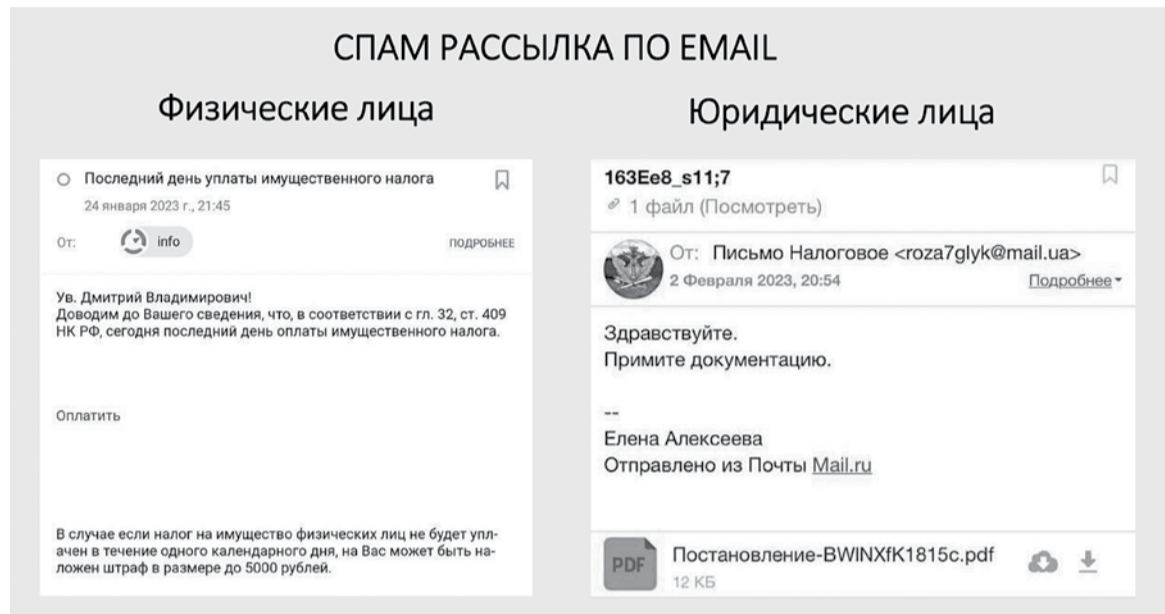 СПАМ РАССЫЛКА ПО EMAIL
Физические лица
Последний день уплаты имущественного налога
24 января 2023 г., 21:45
От: info ПОДРОБНЕЕ
Ув. Дмитрий Владимирович!
Доводим до Вашего сведения, что, в соответствии с гл. 32, ст. 409
НК РФ, сегодня последний день оплаты имущественного налога.
Оплатить
В случае если налог на имущество физических лиц не будет упл-
ачен в течение одного календарного дня, на Вас может быть на-
ложен штраф в размере до 5000 рублей.
Юридические лица
163Ee8_s11;7
1 файл (Посмотреть)
От: Письмо Налоговое <roza7glyk@mail.ua>
2 Февраля 2023, 20:54 Подробнее
Здравствуйте.
Примите документацию.
--
Елена Алексеева
Отправлено из Почты Mail.ru
PDF
Постановление-BWlNXfK1815c.pdf
12 КБ